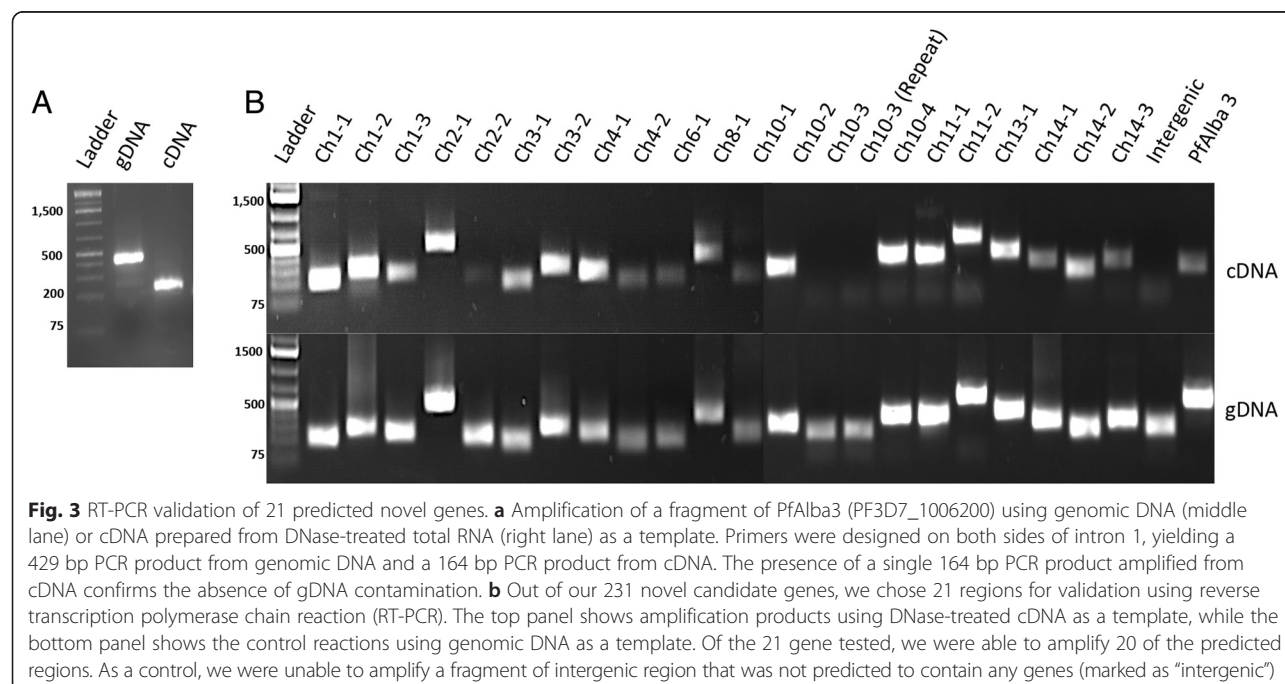 A
B
Ladder
gDNA
cDNA
Ladder
Ch1-1
Ch1-2
Ch1-3
Ch2-1
Ch2-2
Ch3-1
Ch3-2
Ch4-1
Ch4-2
Ch6-1
Ch8-1
Ch10-1
Ch10-2
Ch10-3
Ch10-3 (Repeat)
Ch10-4
Ch11-1
Ch11-2
Ch13-1
Ch14-1
Ch14-2
Ch14-3
Intergenic
PfAlba 3
1,500
500
200
75
1,500
500
75
cDNA
1500
500
75
gDNA
Fig. 3 RT-PCR validation of 21 predicted novel genes. a Amplification of a fragment of PfAlba3 (PF3D7_1006200) using genomic DNA (middle
lane) or cDNA prepared from DNase-treated total RNA (right lane) as a template. Primers were designed on both sides of intron 1, yielding a
429 bp PCR product from genomic DNA and a 164 bp PCR product from cDNA. The presence of a single 164 bp PCR product amplified from
cDNA confirms the absence of gDNA contamination. b Out of our 231 novel candidate genes, we chose 21 regions for validation using reverse
transcription polymerase chain reaction (RT-PCR). The top panel shows amplification products using DNase-treated cDNA as a template, while the
bottom panel shows the control reactions using genomic DNA as a template. Of the 21 gene tested, we were able to amplify 20 of the predicted
regions. As a control, we were unable to amplify a fragment of intergenic region that was not predicted to contain any genes (marked as “intergenic”)